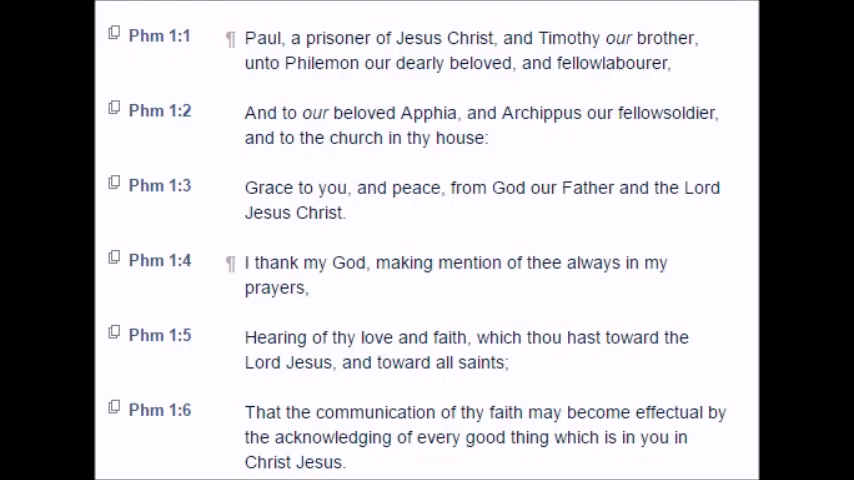 Phm 1:1 ¶ Paul, a prisoner of Jesus Christ, and Timothy our brother,
unto Philemon our dearly beloved, and fellowlabourer,
Phm 1:2 And to our beloved Apphia, and Archippus our fellowsoldier,
and to the church in thy house:
Phm 1:3 Grace to you, and peace, from God our Father and the Lord
Jesus Christ.
Phm 1:4 ¶ I thank my God, making mention of thee always in my
prayers,
Phm 1:5 Hearing of thy love and faith, which thou hast toward the
Lord Jesus, and toward all saints;
Phm 1:6 That the communication of thy faith may become effectual by
the acknowledging of every good thing which is in you in
Christ Jesus.